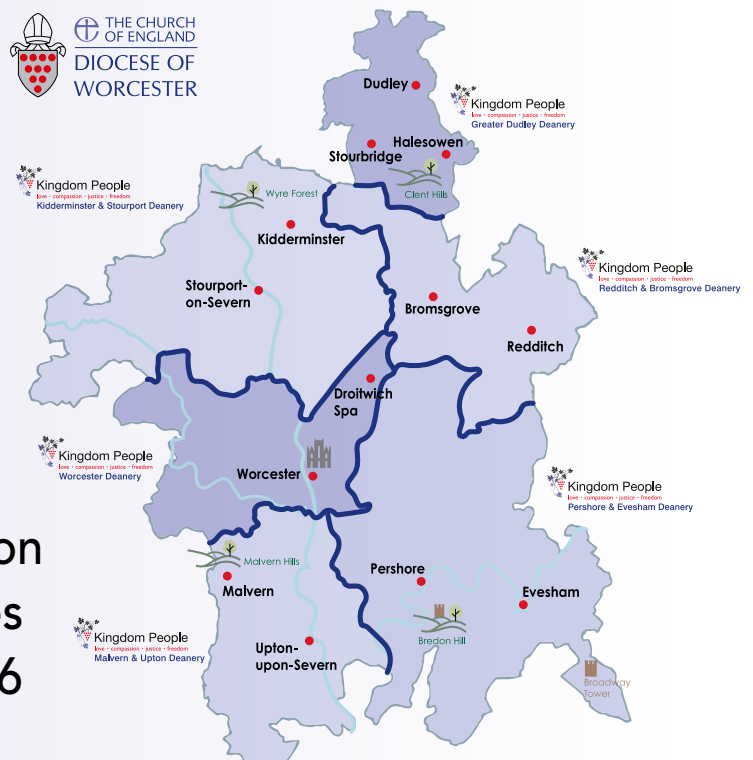 THE CHURCH
OF ENGLAND
DIOCESE OF
WORCESTER
Dudley
Kingdom People
love · compassion · justice · freedom
Greater Dudley Deanery
Halesowen
Stourbridge
Clent Hills
Kingdom People
love · compassion · justice · freedom
Kidderminster & Stourport Deanery
Wyre Forest
Kidderminster
Stourport-
on-Severn
Bromsgrove
Redditch
Kingdom People
love · compassion · justice · freedom
Redditch & Bromsgrove Deanery
Droitwich
Spa
Kingdom People
love · compassion · justice · freedom
Worcester Deanery
Worcester
Kingdom People
love · compassion · justice · freedom
Pershore & Evesham Deanery
on
es
6
Malvern Hills
Malvern
Pershore
Evesham
Bredon Hill
Kingdom People
love · compassion · justice · freedom
Malvern & Upton Deanery
Upton-
upon-Severn
Broadway
Tower